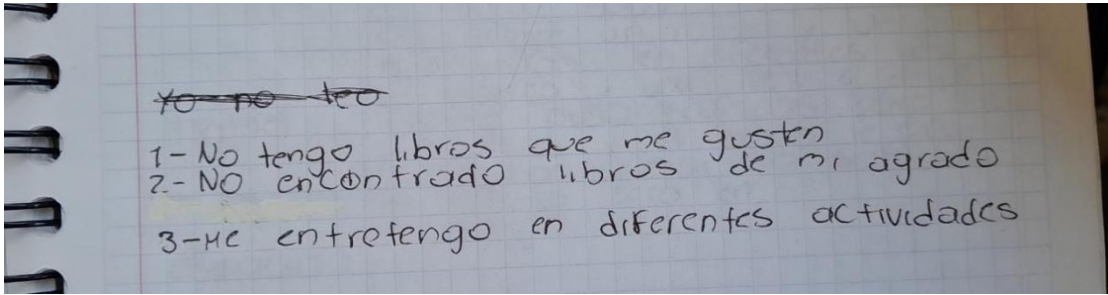 Yo no leo
1-No tengo libros que me gusten
2.-No encontrado libros de mi agrado
3-Me entretengo en diferentes actividades